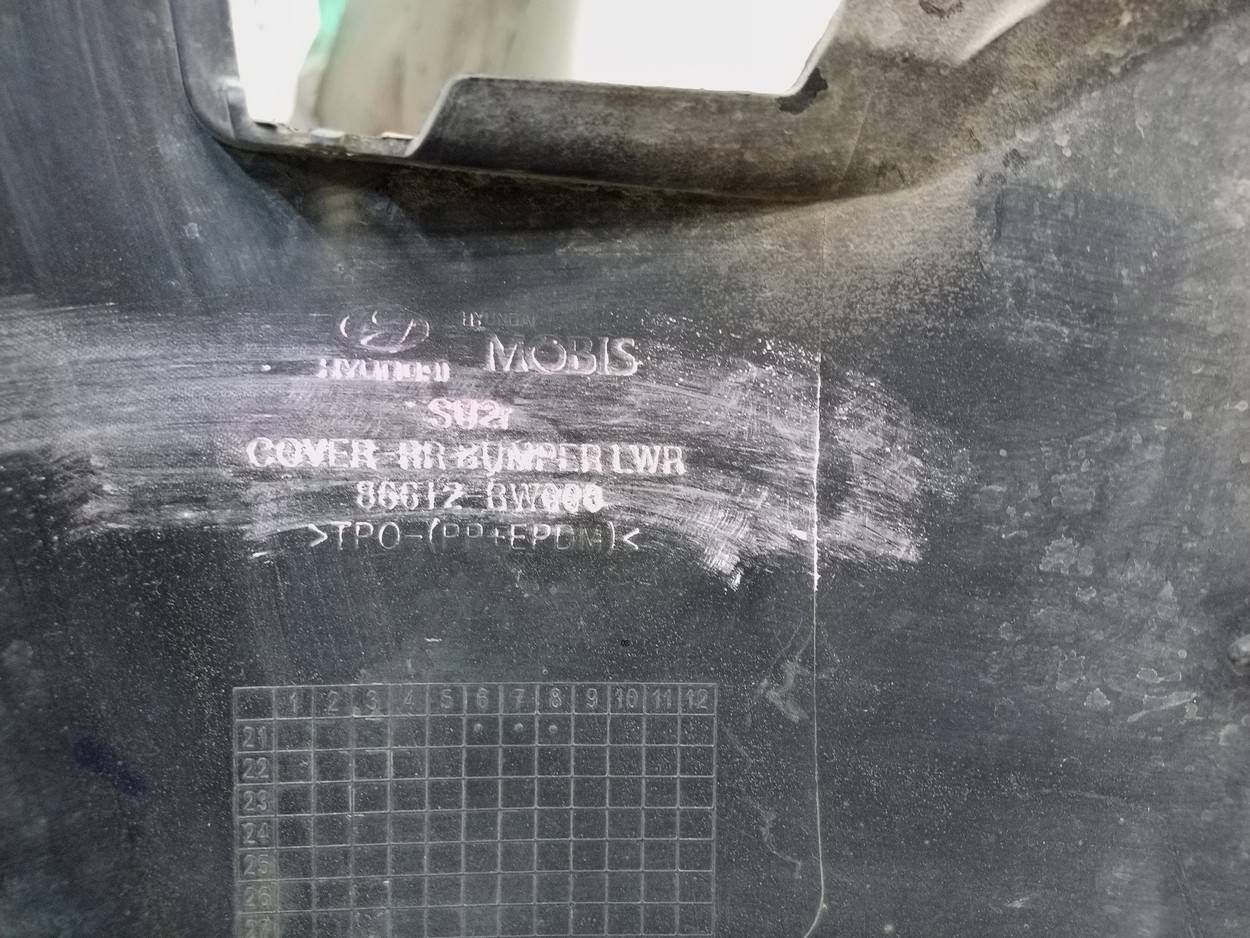 HYUNDAI
HYUNDAI
MOBIS
SU2r
COVER-RR BUMPER LWR
86612-BW000
>TPO-(PP+EPDM)<
1 2 3 4 5 6 7 8 9 10 11 12
21
22
23
24
25
26